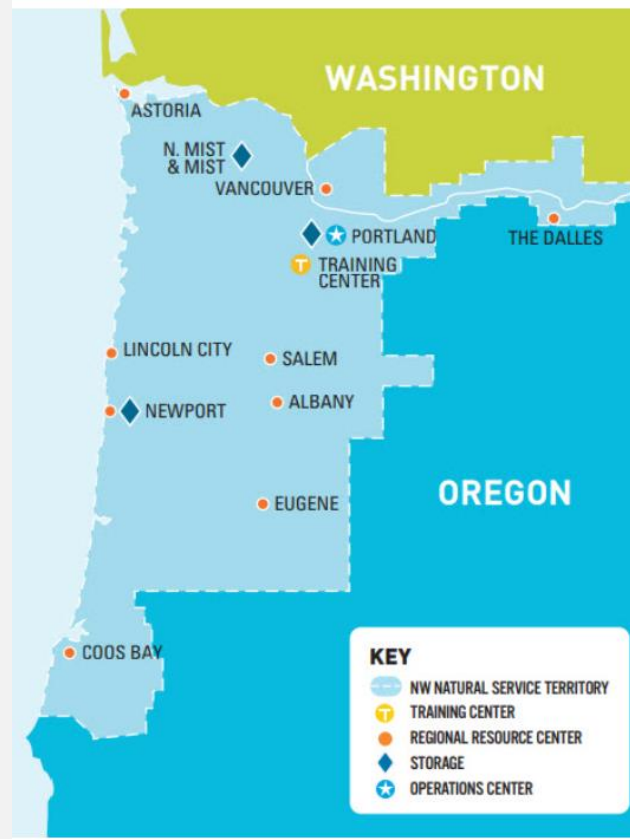 WASHINGTON
ASTORIA
N. MIST
& MIST
VANCOUVER
PORTLAND
THE DALLES
T
TRAINING
CENTER
LINCOLN CITY
SALEM
ALBANY
NEWPORT
OREGON
EUGENE
COOS BAY
KEY
NW NATURAL SERVICE TERRITORY
T
TRAINING CENTER
REGIONAL RESOURCE CENTER
STORAGE
OPERATIONS CENTER